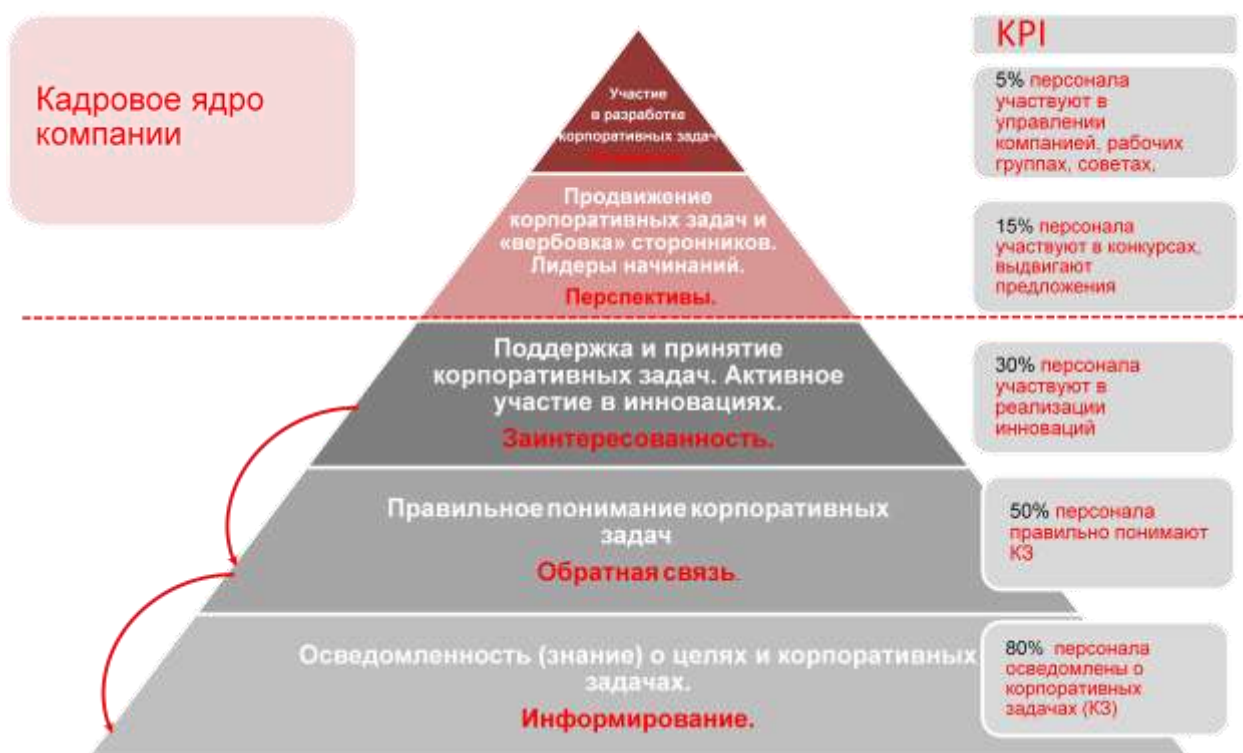 Кадровое ядро
компании
Участие
в разработке
корпоративных задач
Продвижение
корпоративных задач и
«вербовка» сторонников.
Лидеры начинаний.
Перспективы.
Поддержка и принятие
корпоративных задач. Активное
участие в инновациях.
Заинтересованность.
Правильное понимание корпоративных
задач
Обратная связь.
Осведомленность (знание) о целях и корпоративных
задачах.
Информирование.
KPI
5% персонала
участвуют в
управлении
компанией, рабочих
группах, советах,
15% персонала
участвуют в конкурсах,
выдвигают
предложения
30% персонала
участвуют в
реализации
инноваций
50% персонала
правильно понимают
КЗ
80% персонала
осведомлены о
корпоративных
задачах (КЗ)